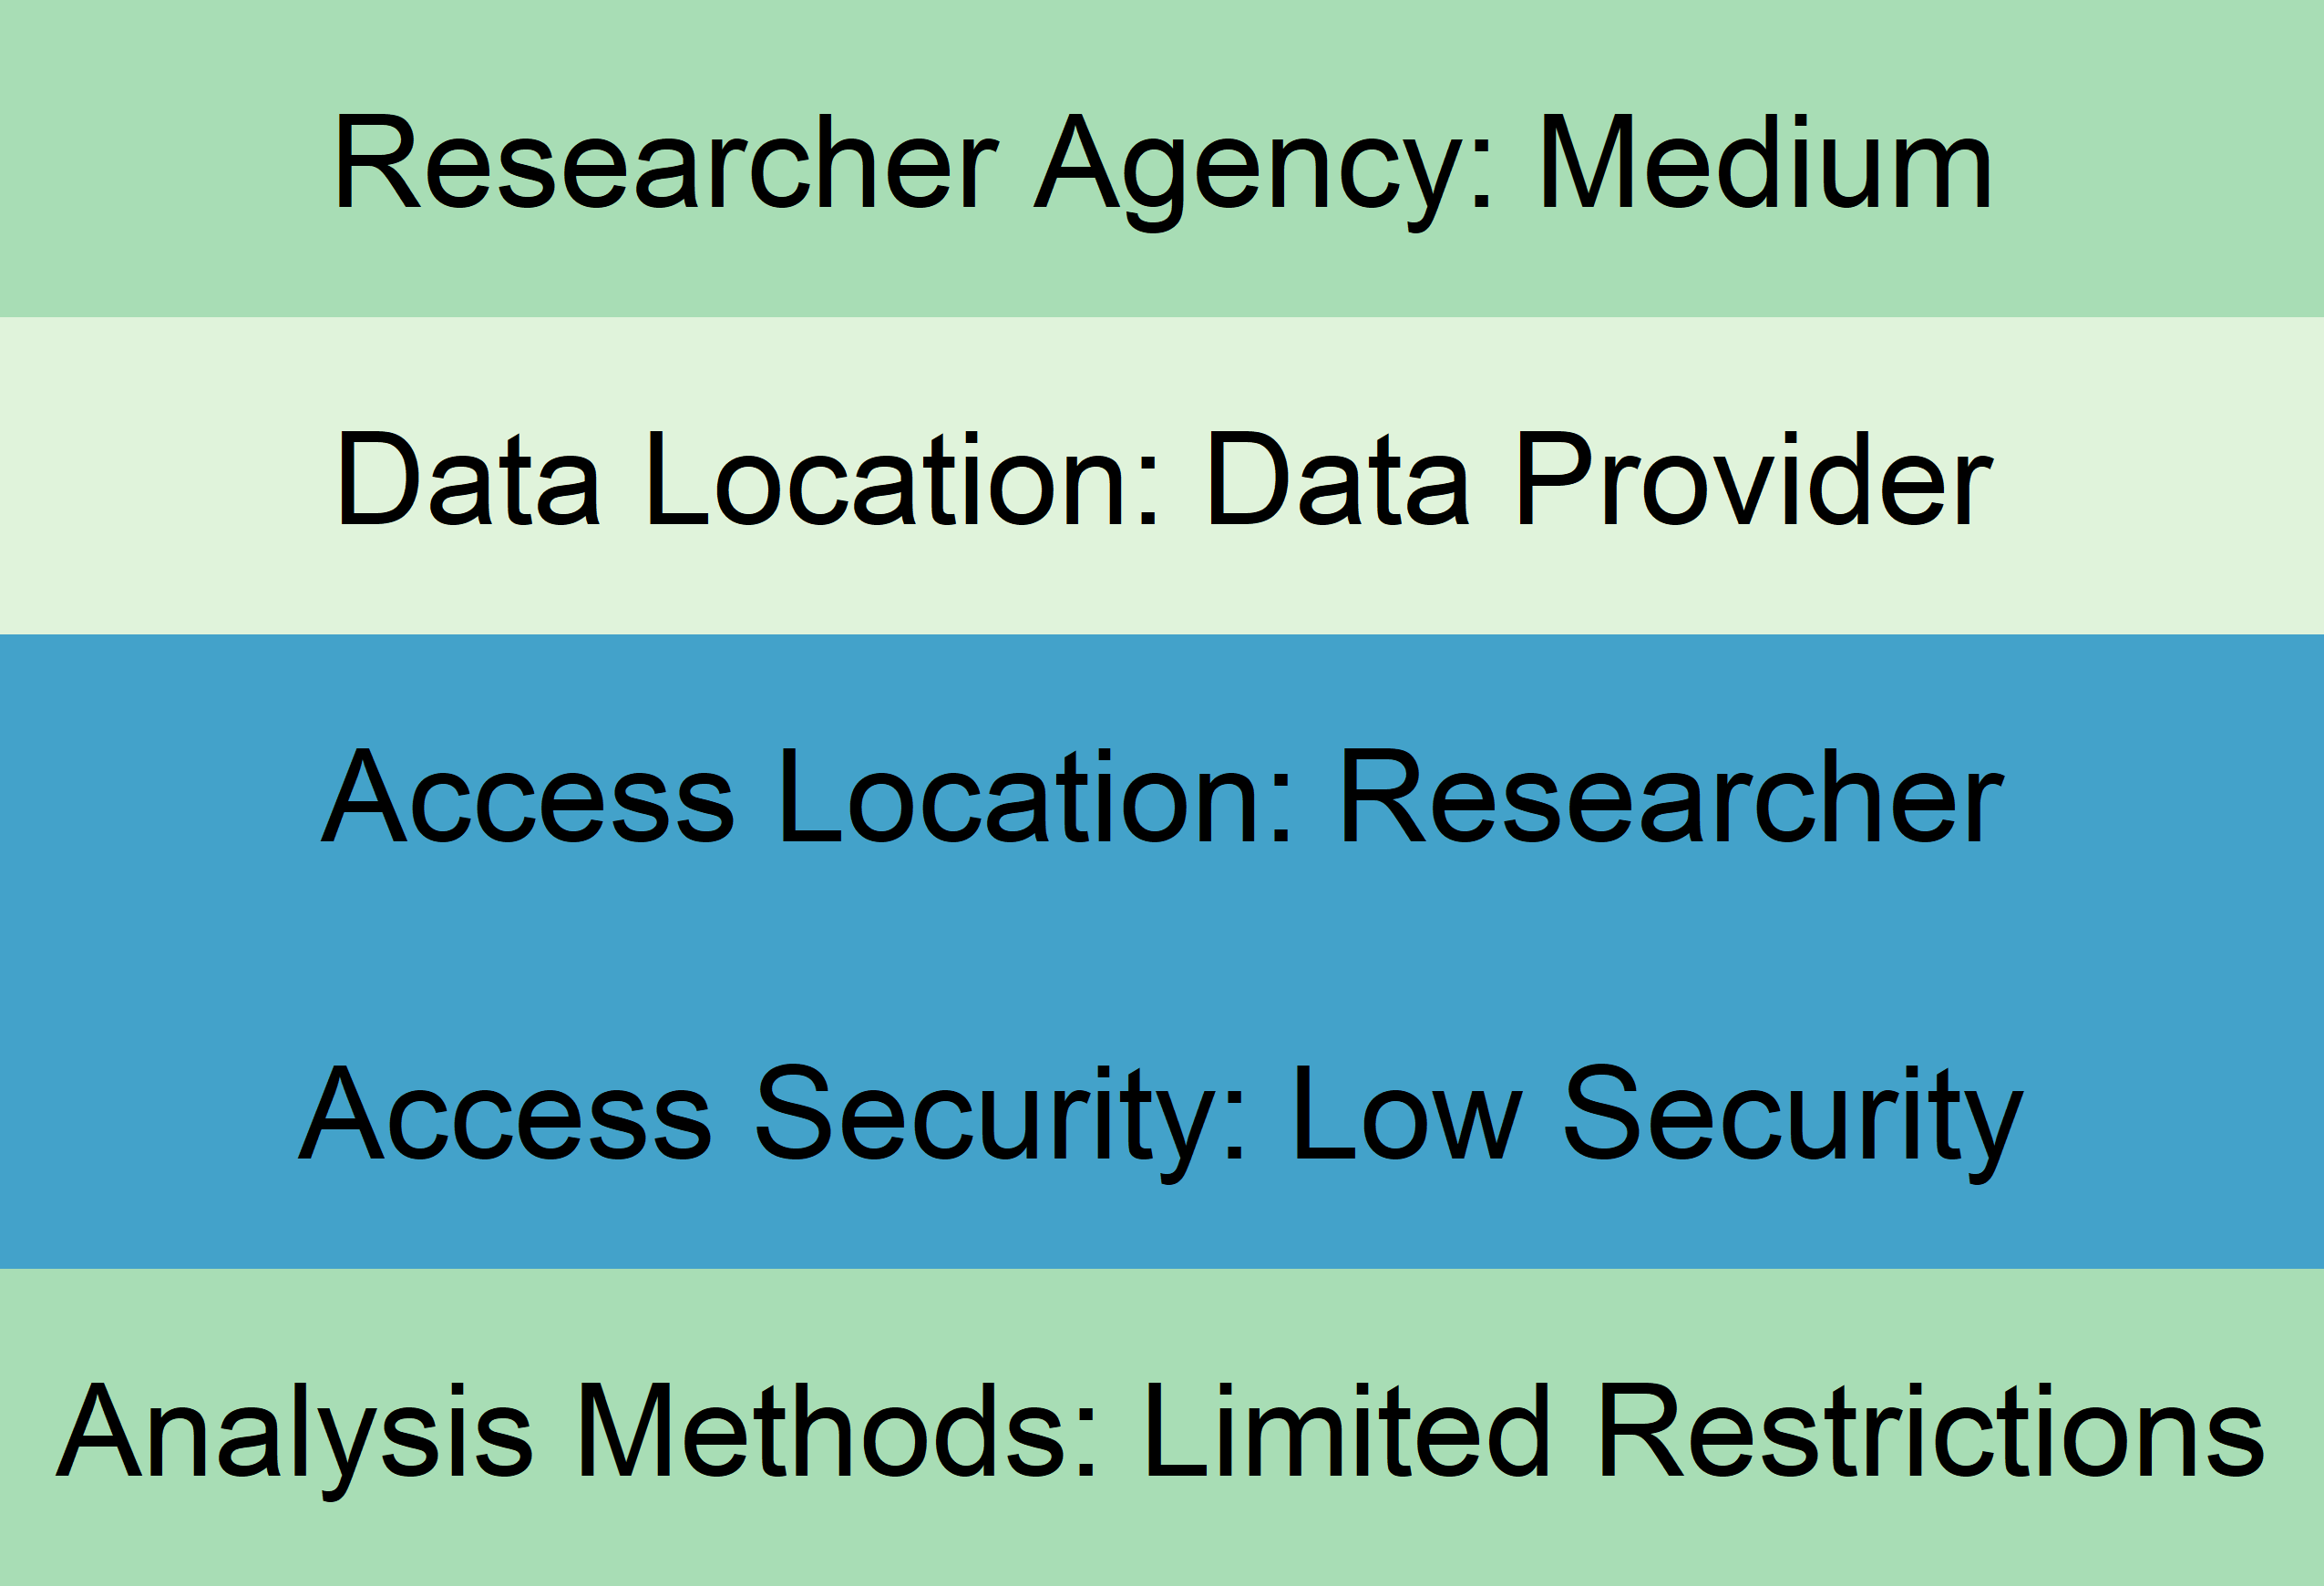 Researcher Agency: Medium
Data Location: Data Provider
Access Location: Researcher
Access Security: Low Security
Analysis Methods: Limited Restrictions